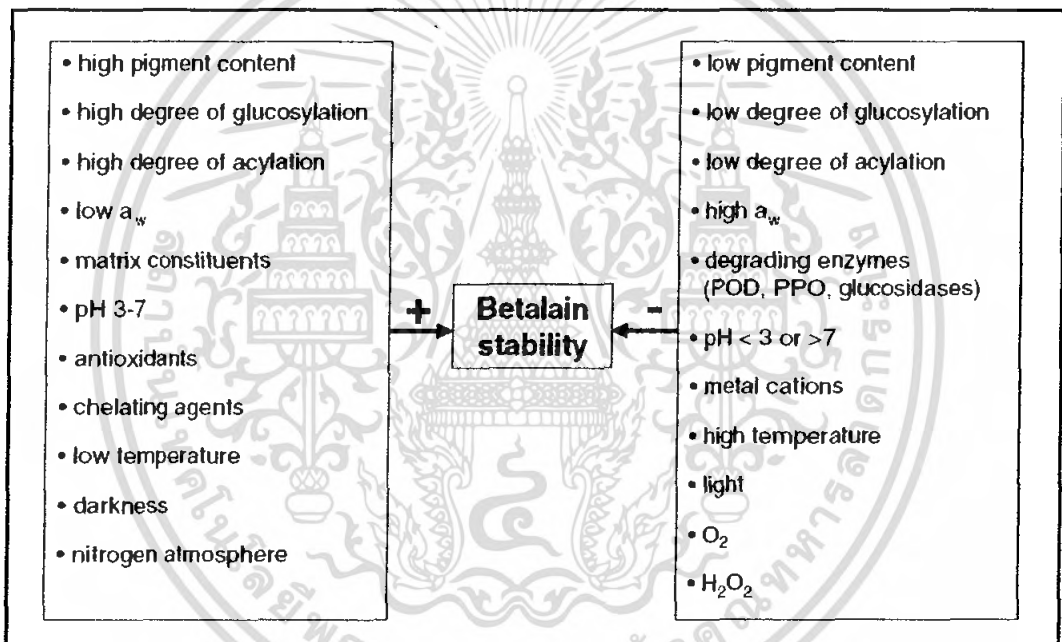 • high pigment content
• high degree of glucosylation
• high degree of acylation
• low a_w
• matrix constituents
• pH 3-7
• antioxidants
• chelating agents
• low temperature
• darkness
• nitrogen atmosphere
+
Betalain
stability
-
• low pigment content
• low degree of glucosylation
• low degree of acylation
• high a_w
• degrading enzymes
(POD, PPO, glucosidases)
• pH < 3 or >7
• metal cations
• high temperature
• light
• O₂
• H₂O₂